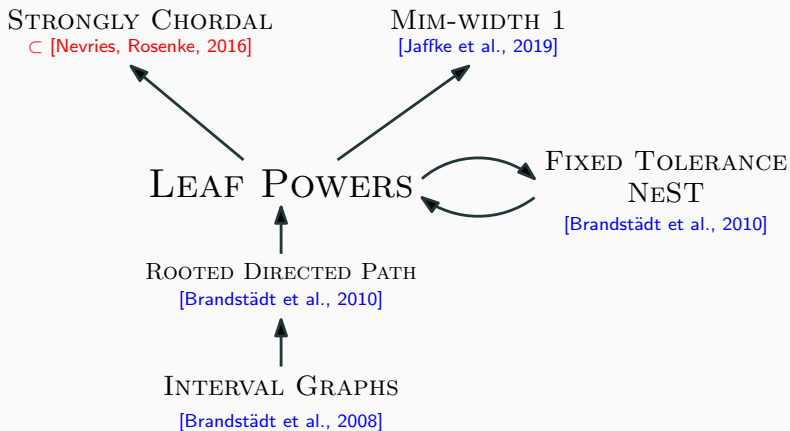 Strongly Chordal
⊂ [Nevries, Rosenke, 2016]
Mim-width 1
[Jaffke et al., 2019]
Leaf Powers
Fixed Tolerance
NeST
[Brandstädt et al., 2010]
Rooted Directed Path
[Brandstädt et al., 2010]
Interval Graphs
[Brandstädt et al., 2008]